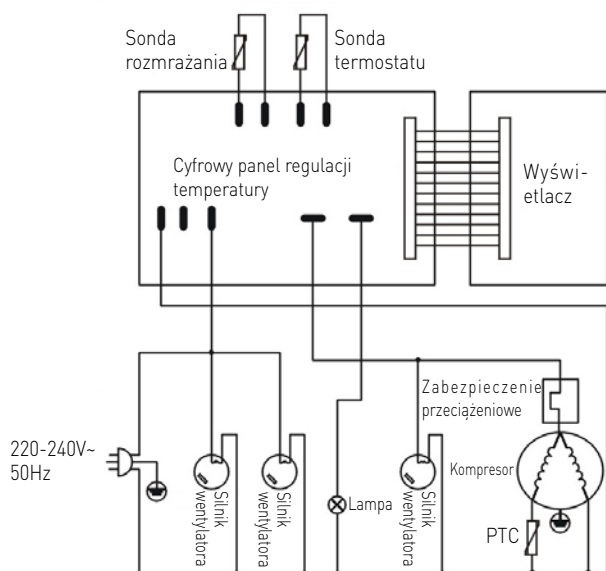 Sonda
rozmrażania
Sonda
termostatu
Cyfrowy panel regulacji
temperatury
Wyświ-
etlacz
Zabezpieczenie
przeciążeniowe
220-240V~
50Hz
Silnik
wentylatora
Silnik
wentylatora
Lampa
Silnik
wentylatora
Kompresor
PTC